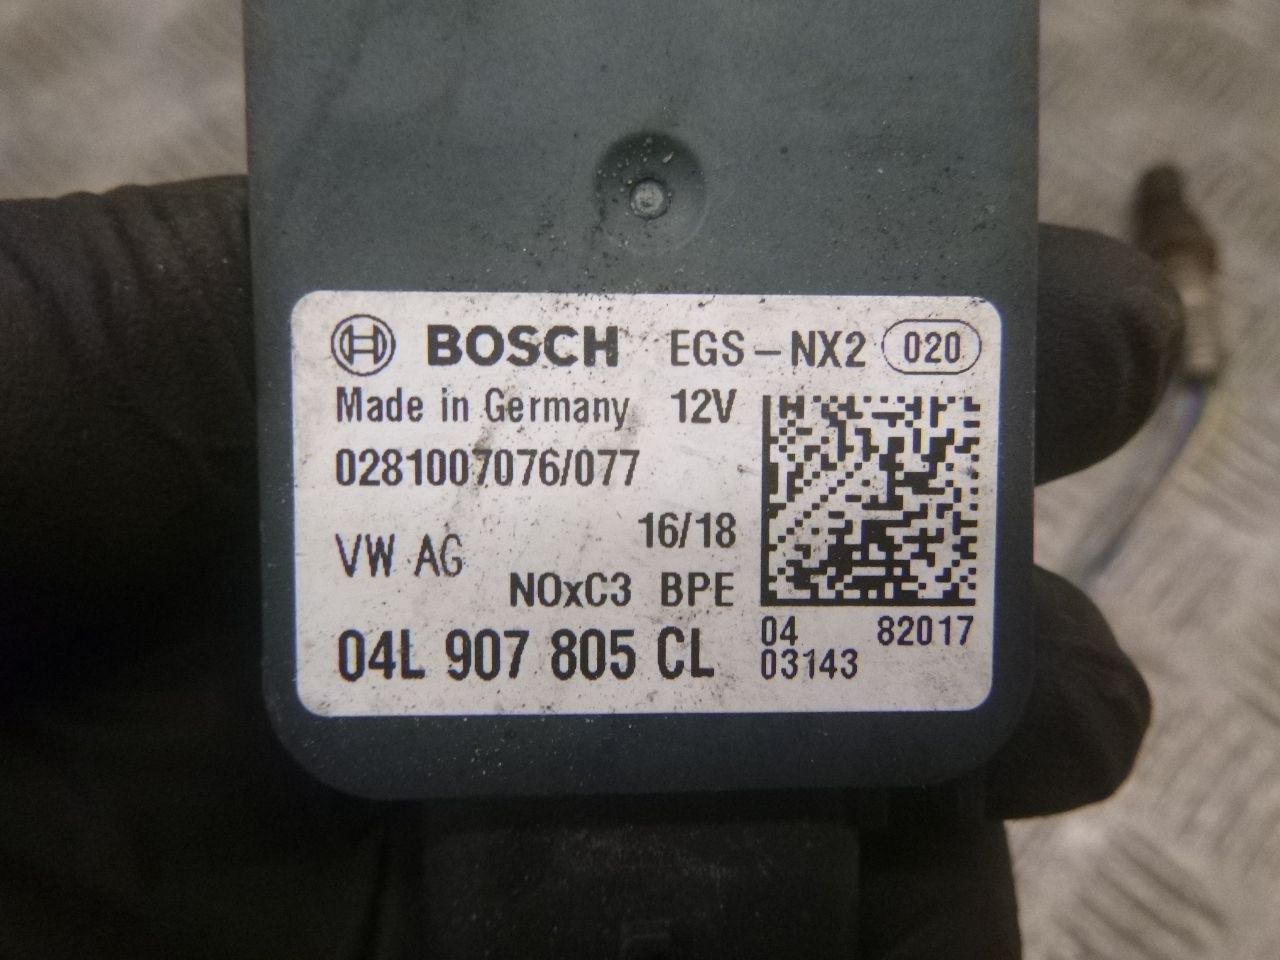 BOSCH EGS-NX2 020
Made in Germany 12V
0281007076/077
16/18
VW AG
NOxC3 BPE
04L 907 805 CL
04 82017
03143